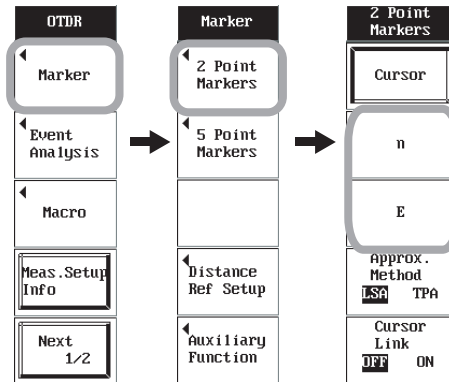 OTDR
Marker
Event
Analysis
Macro
Meas.Setup
Info
Next
1/2
Marker
2 Point
Markers
5 Point
Markers
Distance
Ref Setup
Auxiliary
Function
2 Point
Markers
Cursor
n
E
Approx.
Method
LSA TPA
Cursor
Link
OFF ON